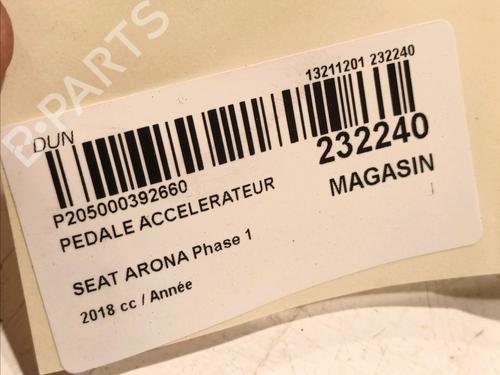 B-PARTS
13211201 232240
DUN
P205000392660
232240
PEDALE ACCELERATEUR
MAGASIN
SEAT ARONA Phase 1
2018 cc / Année